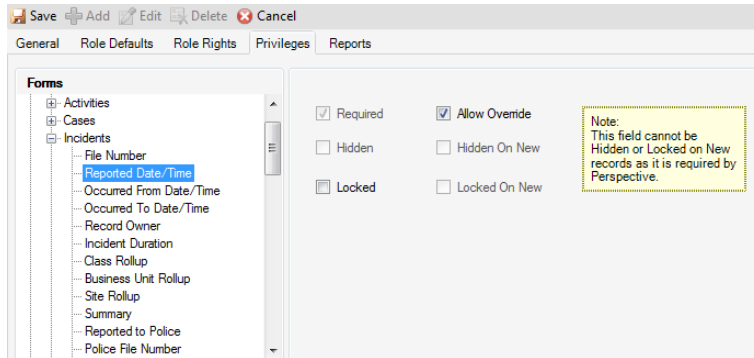 Save Add Edit Delete Cancel
General Role Defaults Role Rights Privileges Reports
Forms
Activities
Cases
Incidents
File Number
Reported Date/Time
Occurred From Date/Time
Occurred To Date/Time
Record Owner
Incident Duration
Class Rollup
Business Unit Rollup
Site Rollup
Summary
Reported to Police
Police File Number
Required Allow Override
Hidden Hidden On New
Locked Locked On New
Note:
This field cannot be
Hidden or Locked on New
records as it is required by
Perspective.